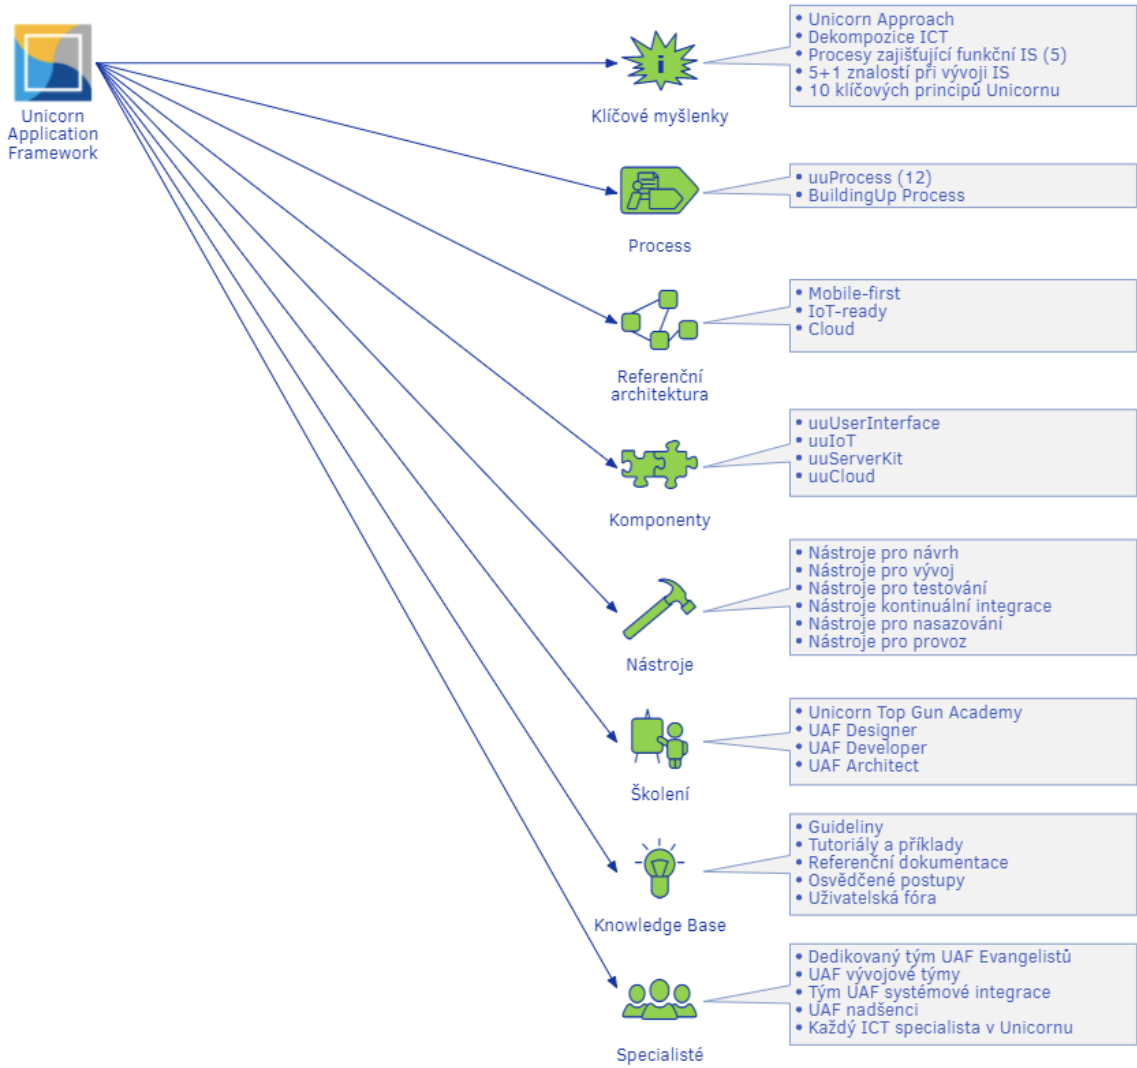 Unicorn
Application
Framework
i
Klíčové myšlenky
• Unicorn Approach
• Dekompozice ICT
• Procesy zajišťující funkční IS (5)
• 5+1 znalostí při vývoji IS
• 10 klíčových principů Unicornu
Process
• uuProcess (12)
• BuildingUp Process
Referenční
architektura
• Mobile-first
• IoT-ready
• Cloud
Komponenty
• uuUserInterface
• uuIoT
• uuServerKit
• uuCloud
Nástroje
• Nástroje pro návrh
• Nástroje pro vývoj
• Nástroje pro testování
• Nástroje kontinuální integrace
• Nástroje pro nasazování
• Nástroje pro provoz
Školení
• Unicorn Top Gun Academy
• UAF Designer
• UAF Developer
• UAF Architect
Knowledge Base
• Guideliny
• Tutoriály a příklady
• Referenční dokumentace
• Osvědčené postupy
• Uživatelská fóra
Specialisté
• Dedikovaný tým UAF Evangelistů
• UAF vývojové týmy
• Tým UAF systémové integrace
• UAF nadšenci
• Každý ICT specialista v Unicornu